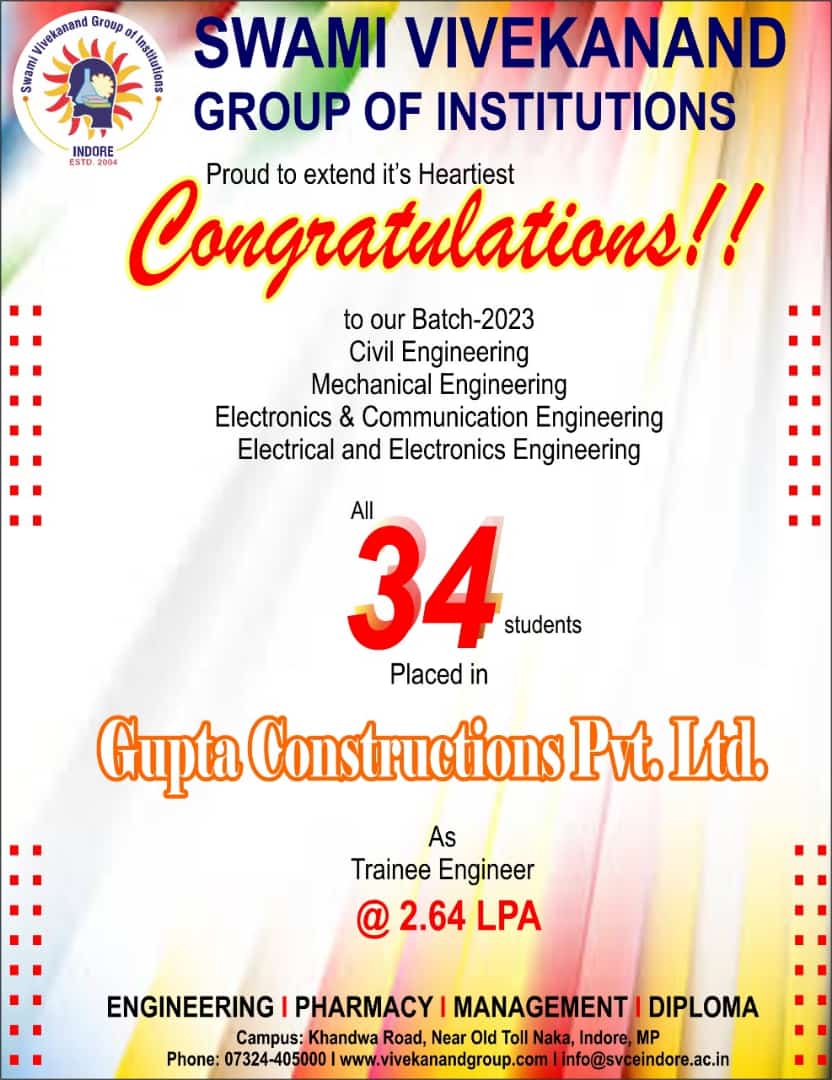 Swami Vivekanand Group of Institutions
INDORE
ESTD. 2004
SWAMI VIVEKANAND
GROUP OF INSTITUTIONS
Proud to extend it's Heartiest
Congratulations!!
to our Batch-2023
Civil Engineering
Mechanical Engineering
Electronics & Communication Engineering
Electrical and Electronics Engineering
All
34
students
Placed in
Gupta Constructions Pvt. Ltd.
As
Trainee Engineer
@ 2.64 LPA
ENGINEERING I PHARMACY I MANAGEMENT I DIPLOMA
Campus: Khandwa Road, Near Old Toll Naka, Indore, MP
Phone: 07324-405000 I www.vivekanandgroup.com I info@svceindore.ac.in